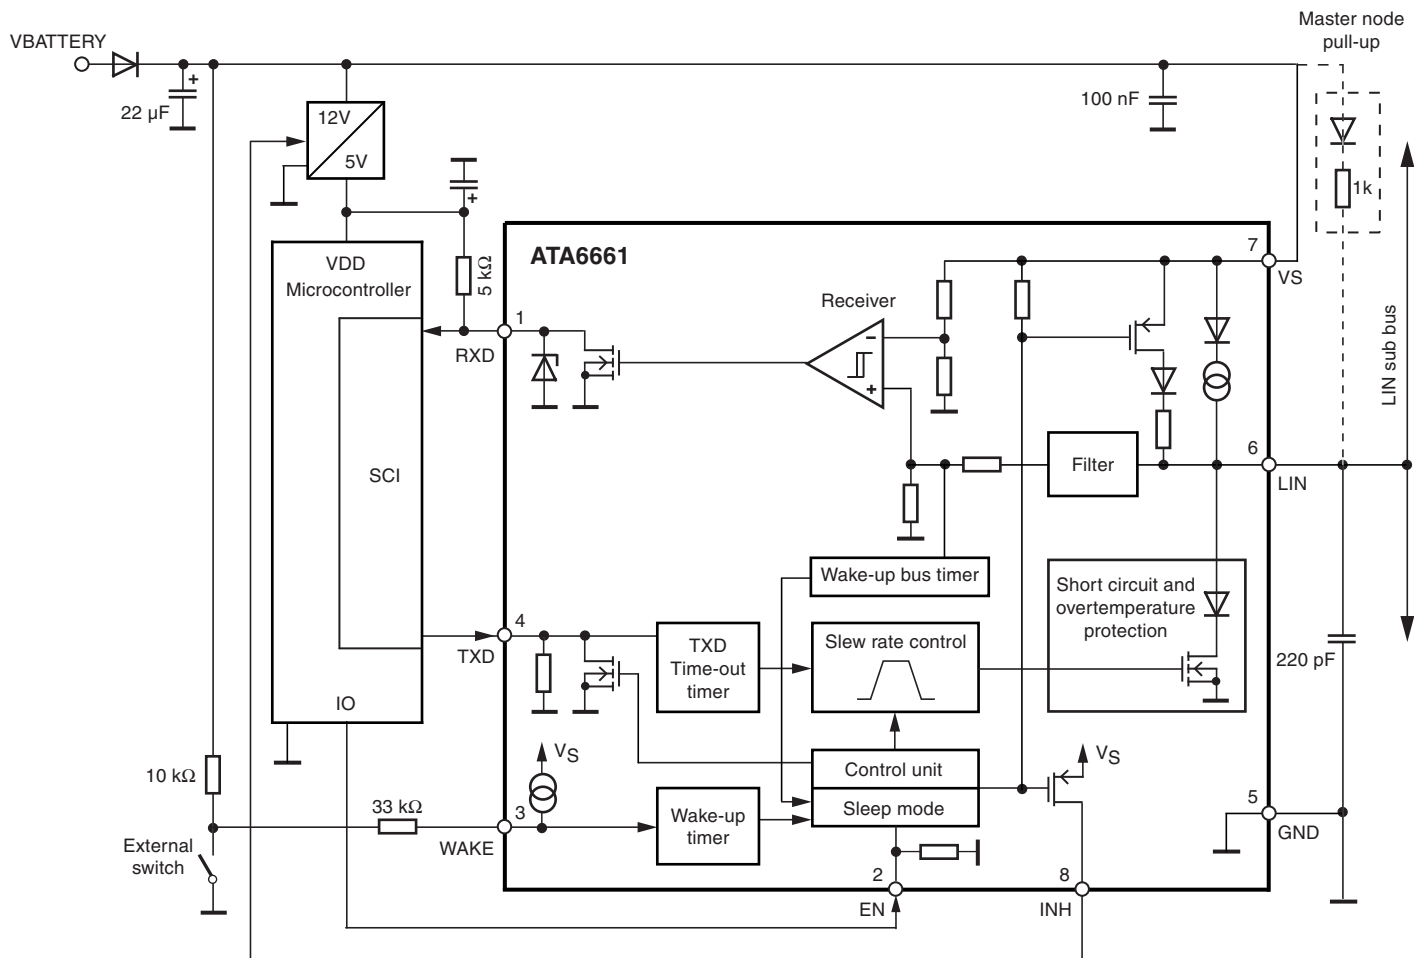 Master node
pull-up
VBATTERY
+
22 µF
12V
5V
100 nF
1k
+
5 kΩ
LIN sub bus
VDD
Microcontroller
SCI
IO
ATA6661
Receiver
-
+
7
VS
1
RXD
Filter
6
LIN
Wake-up bus timer
Short circuit and
overtemperature
protection
4
TXD
TXD
Time-out
timer
Slew rate control
220 pF
VS
Control unit
Sleep mode
VS
10 kΩ
33 kΩ
3
WAKE
Wake-up
timer
5
GND
External
switch
2
EN
8
INH